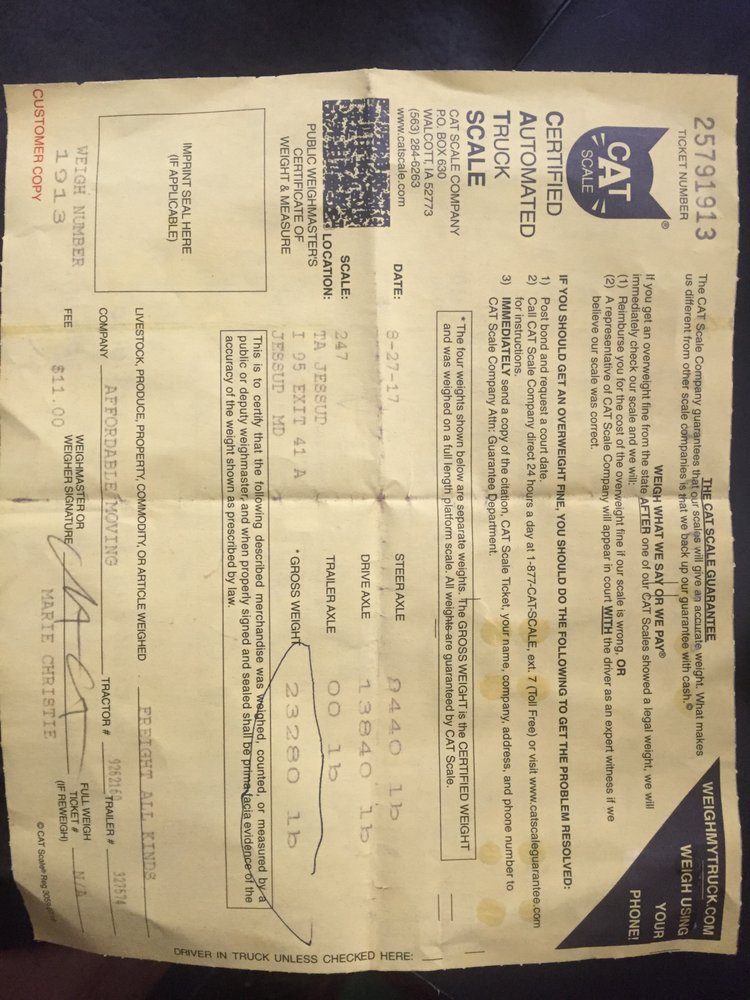 25791913
TICKET NUMBER
CAT
SCALE
®
CERTIFIED
AUTOMATED
TRUCK
SCALE
CAT SCALE COMPANY
P.O. BOX 630
WALCOTT, IA 52773
(563) 284-6263
www.catscale.com
THE CAT SCALE GUARANTEE
The CAT Scale Company guarantees that our scales will give an accurate weight. What makes
us different from other scale companies is that we back up our guarantee with cash.®
WEIGH WHAT WE SAY OR WE PAY®
If you get an overweight fine from the state AFTER one of our CAT Scales showed a legal weight, we will
immediately check our scale and we will:
(1) Reimburse you for the cost of the overweight fine if our scale is wrong, OR
(2) A representative of CAT Scale Company will appear in court WITH the driver as an expert witness if we
believe our scale was correct.
IF YOU SHOULD GET AN OVERWEIGHT FINE, YOU SHOULD DO THE FOLLOWING TO GET THE PROBLEM RESOLVED:
1) Post bond and request a court date.
2) Call CAT Scale Company direct 24 hours a day at 1-877-CAT-SCALE, ext. 7 (Toll Free) or visit www.catscaleguarantee.com
for instructions.
3) IMMEDIATELY send a copy of the citation, CAT Scale Ticket, your name, company, address, and phone number to
CAT Scale Company Attn: Guarantee Department.
WEIGHMYTRUCK.COM
WEIGH USING
YOUR
PHONE!
*The four weights shown below are separate weights. The GROSS WEIGHT is the CERTIFIED WEIGHT
and was weighed on a full length platform scale. All weights are guaranteed by CAT Scale.
PUBLIC WEIGHMASTER'S
CERTIFICATE OF
WEIGHT & MEASURE
DATE: 8-27-17
SCALE: 247
LOCATION: TA JESSUP
I 95 EXIT 41 A
JESSUP MD
STEER AXLE 9440 lb
DRIVE AXLE 13840 lb
TRAILER AXLE 00 lb
* GROSS WEIGHT 23280 lb
This is to certify that the following described merchandise was weighed, counted, or measured by a
public or deputy weighmaster, and when properly signed and sealed shall be prima facia evidence of the
accuracy of the weight shown as prescribed by law.
DRIVER IN TRUCK UNLESS CHECKED HERE:
IMPRINT SEAL HERE
(IF APPLICABLE)
LIVESTOCK, PRODUCE, PROPERTY, COMMODITY, OR ARTICLE WEIGHED FREIGHT ALL KINDS
COMPANY AFFORDABLE MOVING TRACTOR # 9262160 TRAILER # 327574
WEIGH NUMBER
1913
FEE $11.00
WEIGHMASTER OR
WEIGHER SIGNATURE
MARIE CHRISTIE
FULL WEIGH
TICKET # N/A
(IF REWEIGH)
CUSTOMER COPY
© CAT Scale® Reg 3059